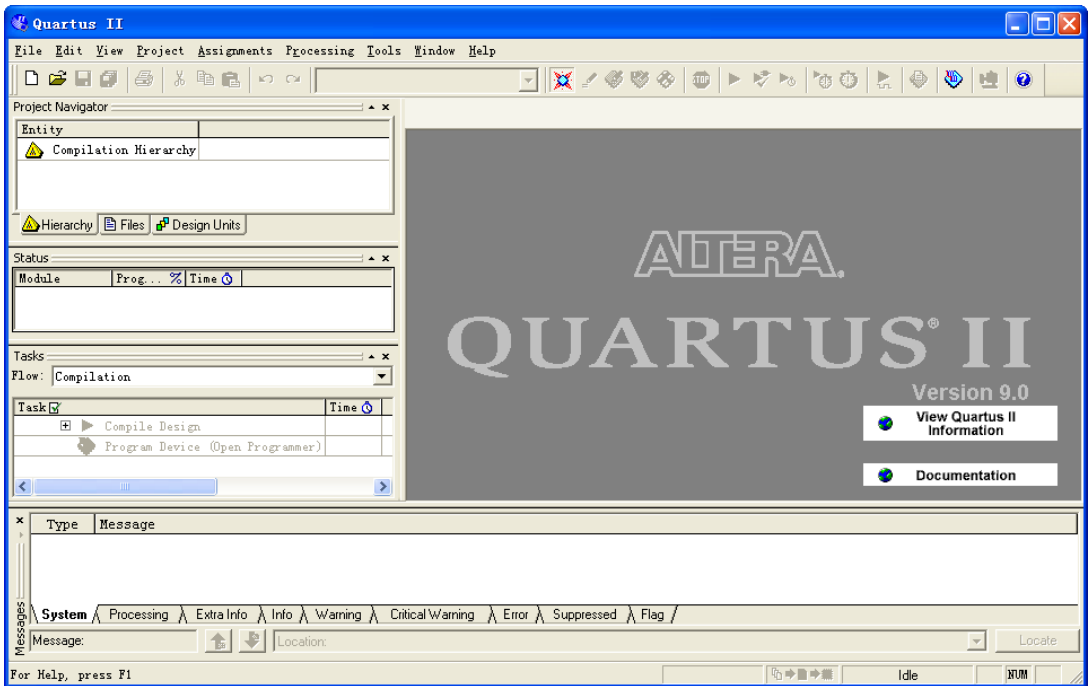 Quartus II
File Edit View Project Assignments Processing Tools Window Help
STOP
Project Navigator
Entity
Compilation Hierarchy
Hierarchy Files Design Units
Status
Module Prog... % Time
Tasks
Flow: Compilation
Task Time
Compile Design
Program Device (Open Programmer)
ALTERA.
QUARTUS® II
Version 9.0
View Quartus II
Information
Documentation
Type Message
System Processing Extra Info Info Warning Critical Warning Error Suppressed Flag
Messages
Message: Location: Locate
For Help, press F1 Idle NUM